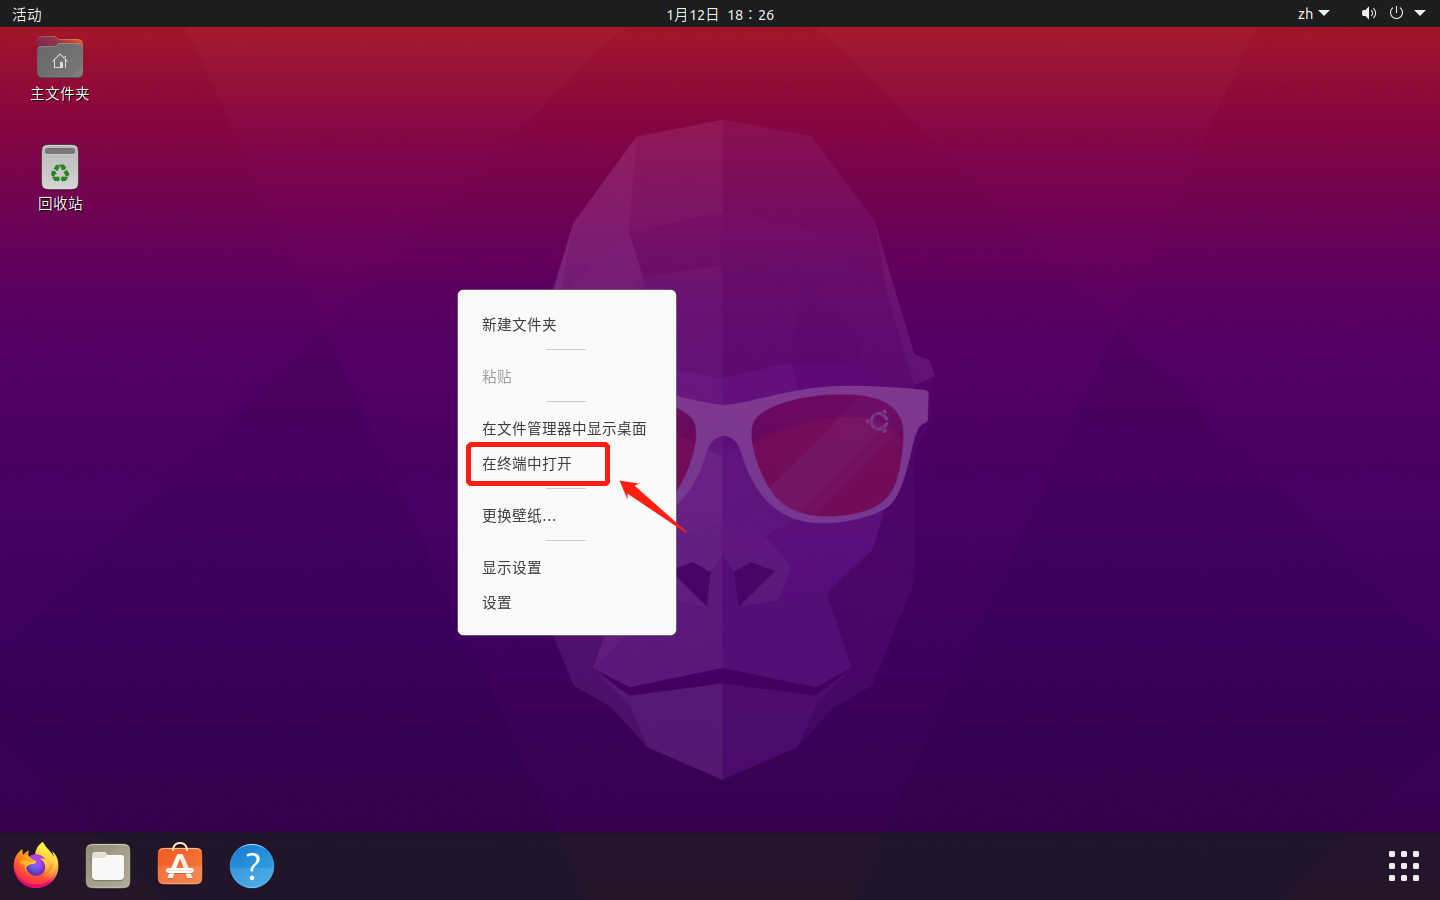 活动
1月12日 18：26
zh
主文件夹
回收站
新建文件夹
粘贴
在文件管理器中显示桌面
在终端中打开
更换壁纸...
显示设置
设置